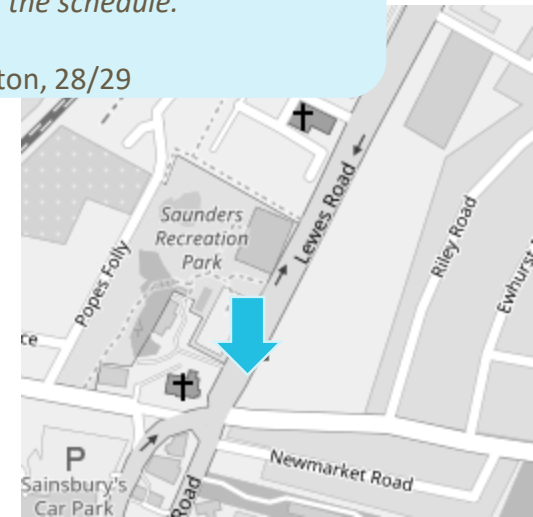 the schedule.
ton, 28/29
Lewes Road
Saunders
Recreation
Park
Riley Road
Ewhurst
Popes Folly
ce
P
Sainsbury's
Car Park
Newmarket Road
Road